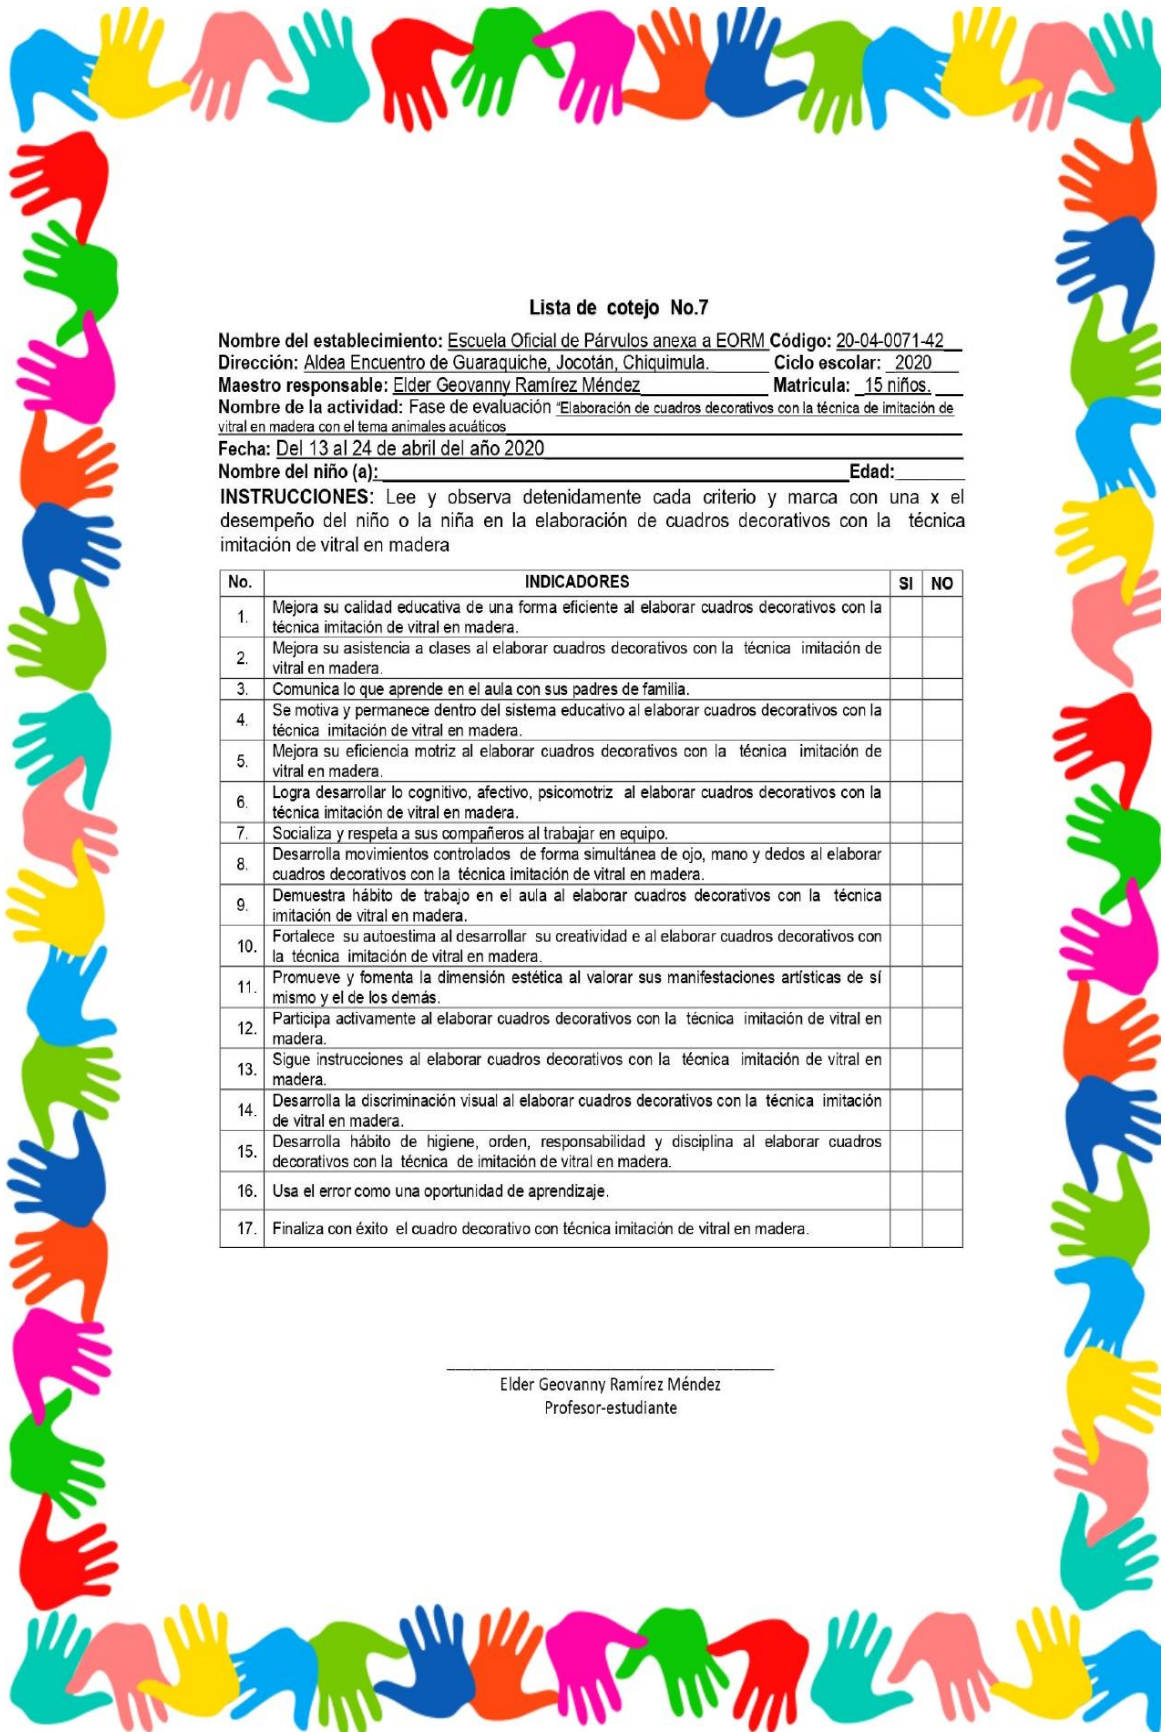 Lista de cotejo No.7
Nombre del establecimiento: Escuela Oficial de Párvulos anexa a EORM Código: 20-04-0071-42
Dirección: Aldea Encuentro de Guaraquiche, Jocotán, Chiquimula. Ciclo escolar: 2020
Maestro responsable: Elder Geovanny Ramírez Méndez Matricula: 15 niños.
Nombre de la actividad: Fase de evaluación “Elaboración de cuadros decorativos con la técnica de imitación de
vitral en madera con el tema animales acuáticos
Fecha: Del 13 al 24 de abril del año 2020
Nombre del niño (a): Edad:
INSTRUCCIONES: Lee y observa detenidamente cada criterio y marca con una x el
desempeño del niño o la niña en la elaboración de cuadros decorativos con la técnica
imitación de vitral en madera
No. INDICADORES SI NO
1. Mejora su calidad educativa de una forma eficiente al elaborar cuadros decorativos con la
técnica imitación de vitral en madera.
2. Mejora su asistencia a clases al elaborar cuadros decorativos con la técnica imitación de
vitral en madera.
3. Comunica lo que aprende en el aula con sus padres de familia.
4. Se motiva y permanece dentro del sistema educativo al elaborar cuadros decorativos con la
técnica imitación de vitral en madera.
5. Mejora su eficiencia motriz al elaborar cuadros decorativos con la técnica imitación de
vitral en madera.
6. Logra desarrollar lo cognitivo, afectivo, psicomotriz al elaborar cuadros decorativos con la
técnica imitación de vitral en madera.
7. Socializa y respeta a sus compañeros al trabajar en equipo.
8. Desarrolla movimientos controlados de forma simultánea de ojo, mano y dedos al elaborar
cuadros decorativos con la técnica imitación de vitral en madera.
9. Demuestra hábito de trabajo en el aula al elaborar cuadros decorativos con la técnica
imitación de vitral en madera.
10. Fortalece su autoestima al desarrollar su creatividad e al elaborar cuadros decorativos con
la técnica imitación de vitral en madera.
11. Promueve y fomenta la dimensión estética al valorar sus manifestaciones artísticas de sí
mismo y el de los demás.
12. Participa activamente al elaborar cuadros decorativos con la técnica imitación de vitral en
madera.
13. Sigue instrucciones al elaborar cuadros decorativos con la técnica imitación de vitral en
madera.
14. Desarrolla la discriminación visual al elaborar cuadros decorativos con la técnica imitación
de vitral en madera.
15. Desarrolla hábito de higiene, orden, responsabilidad y disciplina al elaborar cuadros
decorativos con la técnica de imitación de vitral en madera.
16. Usa el error como una oportunidad de aprendizaje.
17. Finaliza con éxito el cuadro decorativo con técnica imitación de vitral en madera.
Elder Geovanny Ramírez Méndez
Profesor-estudiante